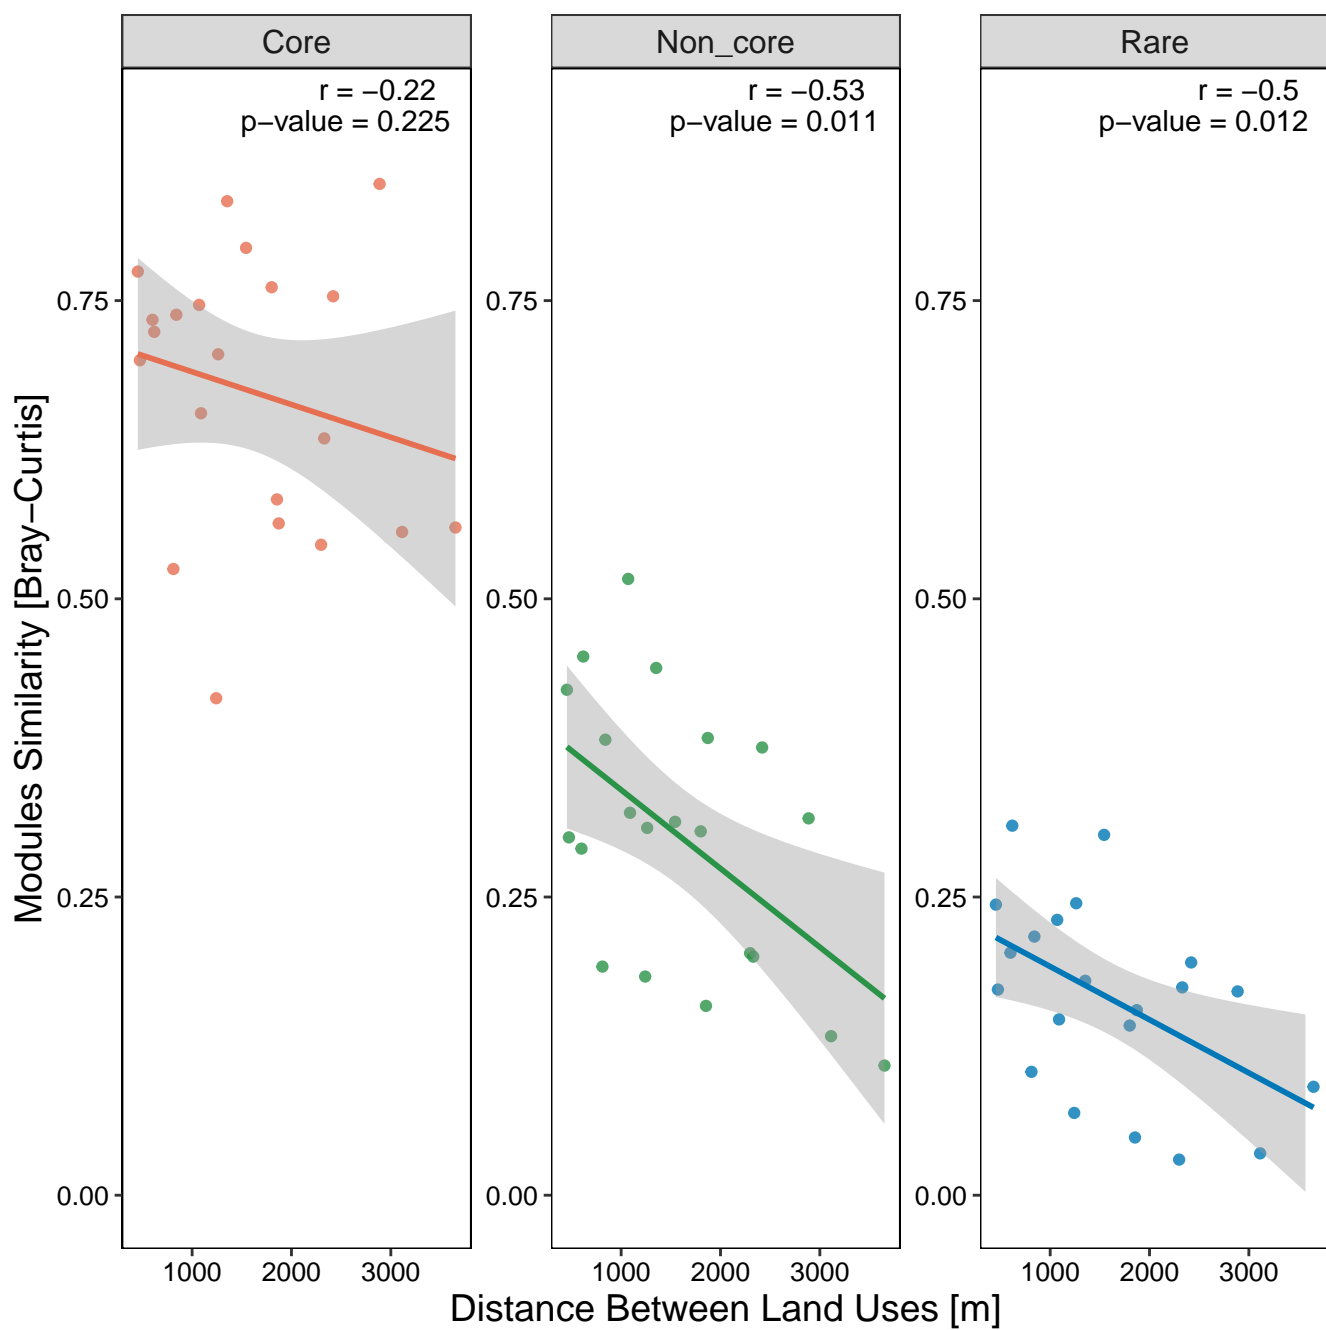 Core
Non_core
Rare
r = −0.22
p−value = 0.225
r = −0.53
p−value = 0.011
r = −0.5
p−value = 0.012
Modules Similarity [Bray−Curtis]
0.75
0.50
0.25
0.00
0.75
0.50
0.25
0.00
0.75
0.50
0.25
0.00
1000 2000 3000
1000 2000 3000
1000 2000 3000
Distance Between Land Uses [m]